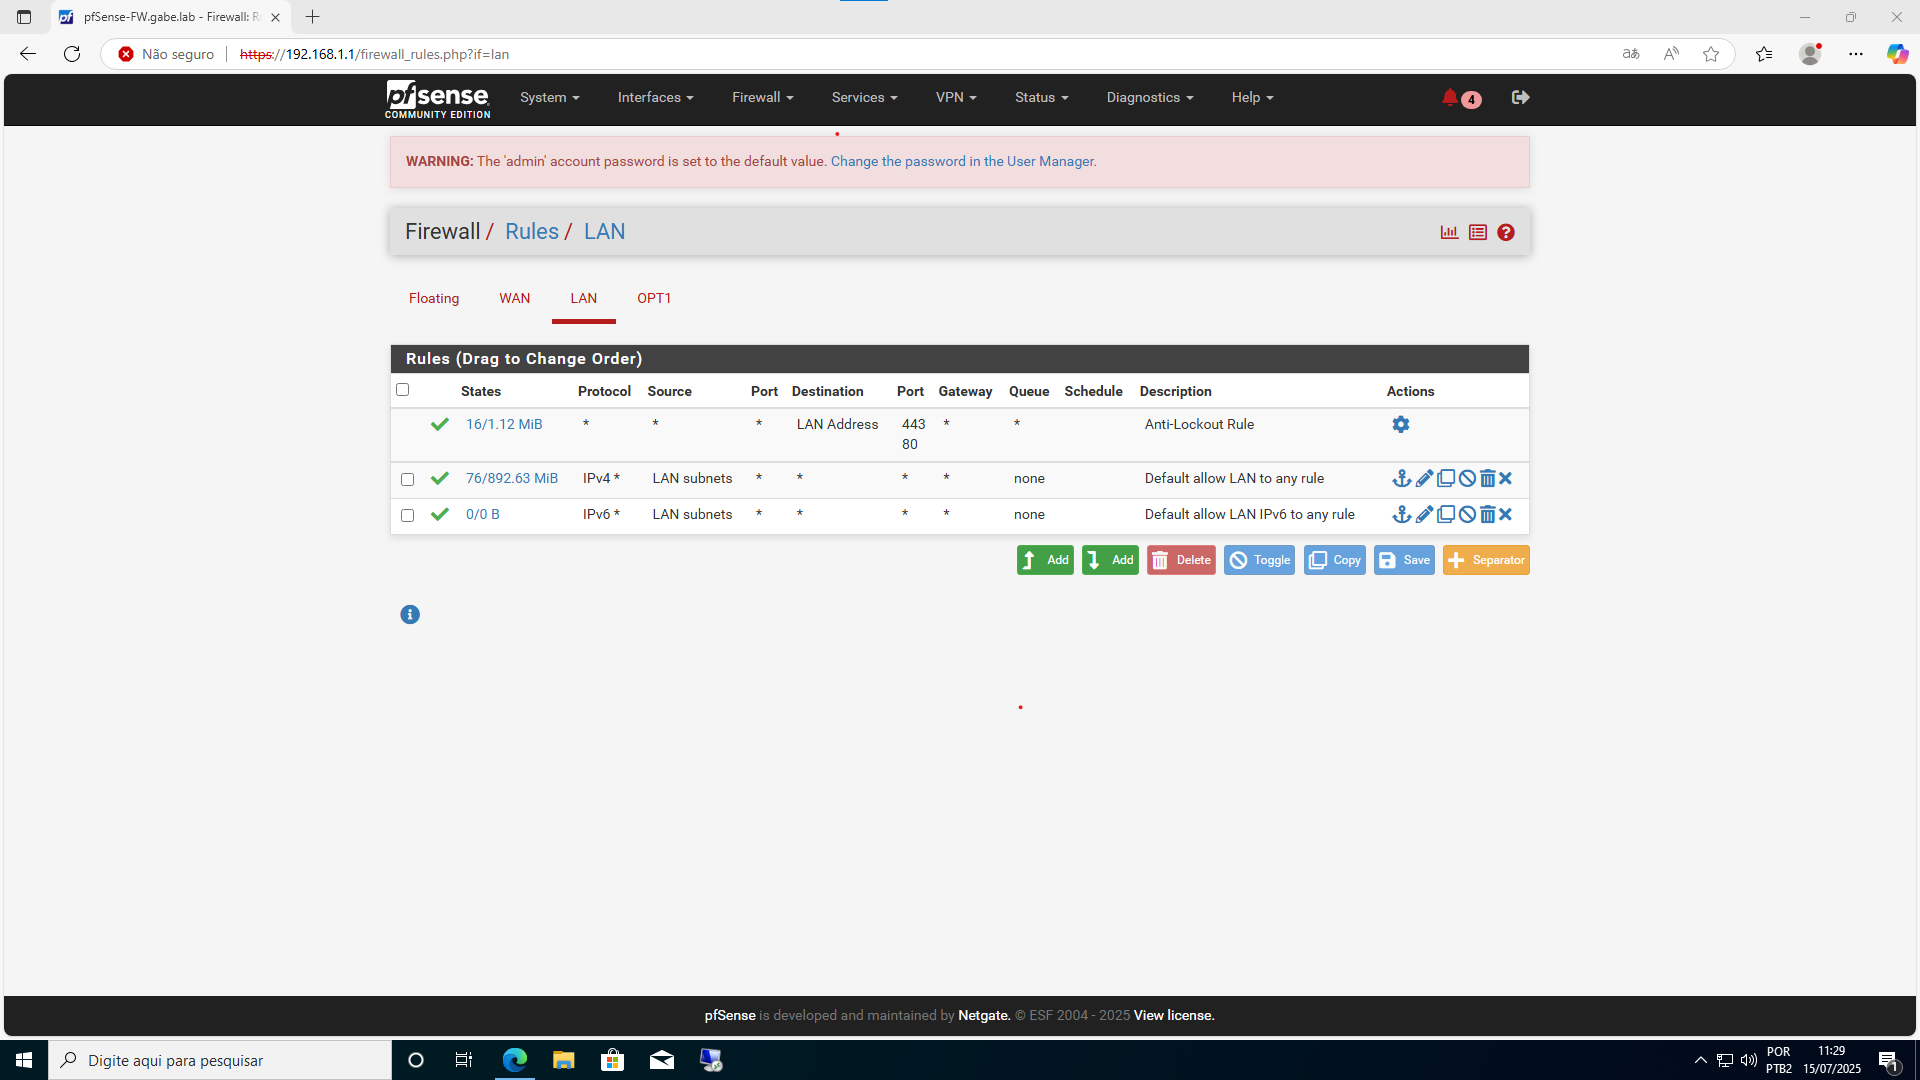 pfSense-FW.gabe.lab - Firewall: R
Não seguro
https://192.168.1.1/firewall_rules.php?if=lan
pfsense
COMMUNITY EDITION
System
Interfaces
Firewall
Services
VPN
Status
Diagnostics
Help
4
WARNING: The 'admin' account password is set to the default value. Change the password in the User Manager.
Firewall / Rules / LAN
Floating WAN LAN OPT1
Rules (Drag to Change Order)
States Protocol Source Port Destination Port Gateway Queue Schedule Description Actions
16/1.12 MiB * * * LAN Address 443 * * Anti-Lockout Rule
80
76/892.63 MiB IPv4 * LAN subnets * * * * none Default allow LAN to any rule
0/0 B IPv6 * LAN subnets * * * * none Default allow LAN IPv6 to any rule
Add Add Delete Toggle Copy Save Separator
pfSense is developed and maintained by Netgate. © ESF 2004 - 2025 View license.
Digite aqui para pesquisar
POR
PTB2
11:29
15/07/2025
1